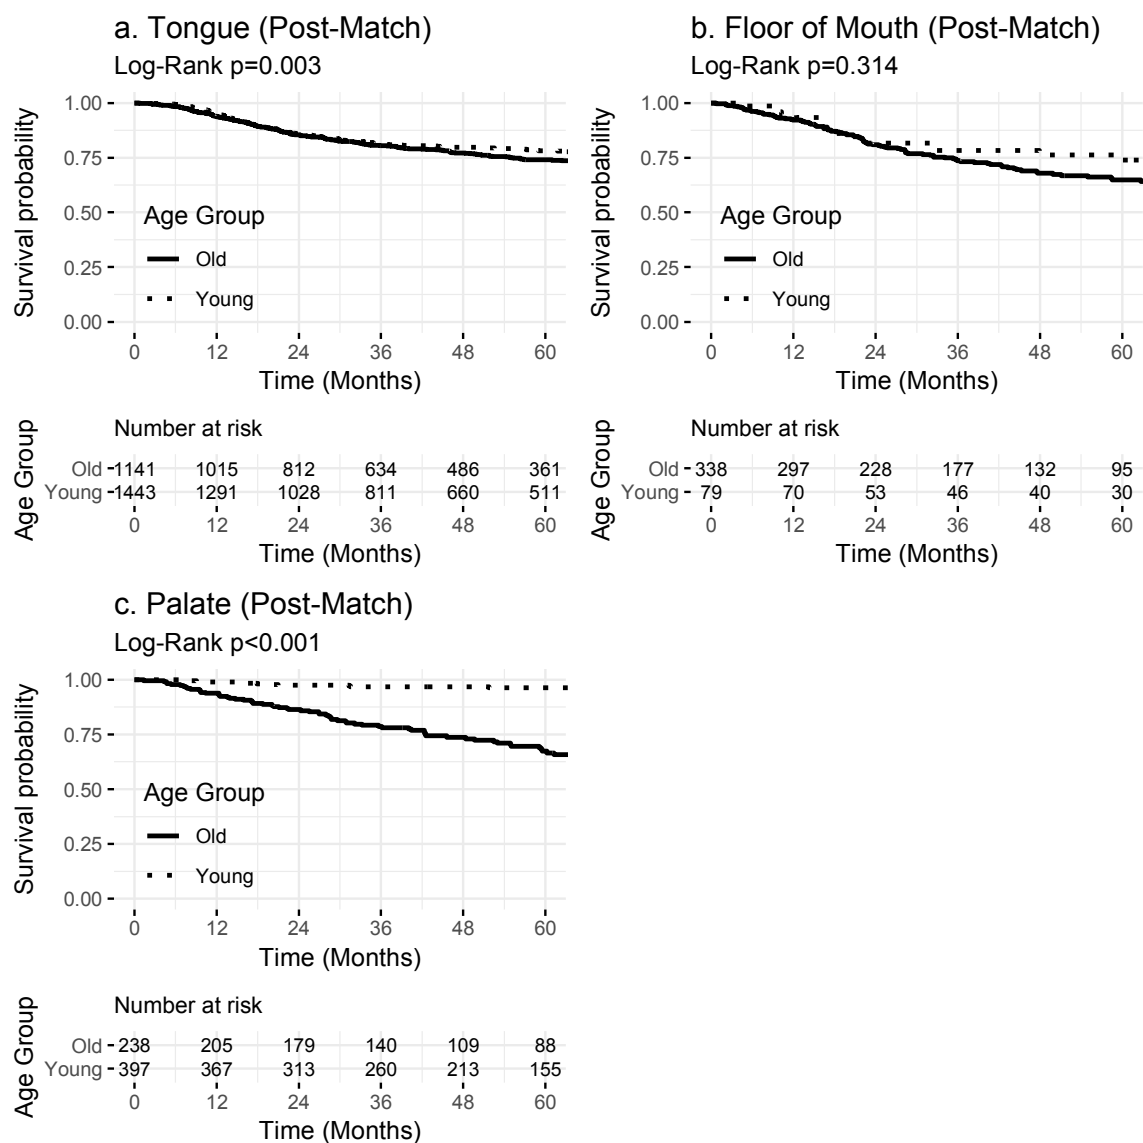 a. Tongue (Post-Match)
Log-Rank p=0.003
Survival probability
1.00
0.75
0.50
0.25
0.00
Age Group
Old
Young
0 12 24 36 48 60
Time (Months)
Number at risk
Age Group
Old 1141 1015 812 634 486 361
Young 1443 1291 1028 811 660 511
0 12 24 36 48 60
Time (Months)
b. Floor of Mouth (Post-Match)
Log-Rank p=0.314
Survival probability
1.00
0.75
0.50
0.25
0.00
Age Group
Old
Young
0 12 24 36 48 60
Time (Months)
Number at risk
Age Group
Old 338 297 228 177 132 95
Young 79 70 53 46 40 30
0 12 24 36 48 60
Time (Months)
c. Palate (Post-Match)
Log-Rank p<0.001
Survival probability
1.00
0.75
0.50
0.25
0.00
Age Group
Old
Young
0 12 24 36 48 60
Time (Months)
Number at risk
Age Group
Old 238 205 179 140 109 88
Young 397 367 313 260 213 155
0 12 24 36 48 60
Time (Months)